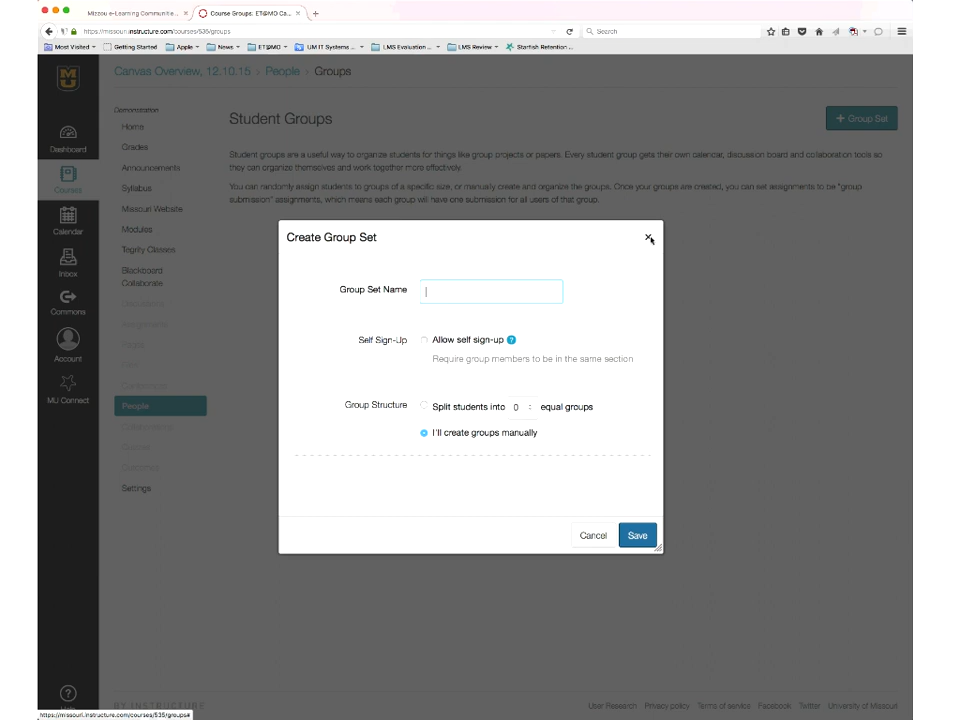 Mizzou e-Learning Communitie...
Course Groups: ET@MO Ca...
https://missouri.instructure.com/courses/535/groups
Search
Most Visited
Getting Started
Apple
News
ET@MO
UM IT Systems ...
LMS Evaluation ...
LMS Review
Starfish Retention ...
Canvas Overview, 12.10.15 › People › Groups
Dashboard
Courses
Calendar
Inbox
Commons
Account
MU Connect
Demonstration
Home
Grades
Announcements
Syllabus
Missouri Website
Modules
Tegrity Classes
Blackboard
Collaborate
People
Settings
Student Groups
+ Group Set
Student groups are a useful way to organize students for things like group projects or papers. Every student group gets their own calendar, discussion board and collaboration tools so
they can organize themselves and work together more effectively.
You can randomly assign students to groups of a specific size, or manually create and organize the groups. Once your groups are created, you can set assignments to be "group
submission" assignments, which means each group will have one submission for all users of that group.
Create Group Set
Group Set Name
Self Sign-Up
Allow self sign-up ?
Require group members to be in the same section
Group Structure
Split students into 0 equal groups
I'll create groups manually
Cancel
Save
BY INSTRUCTURE
User Research Privacy policy Terms of service Facebook Twitter University of Missouri
https://missouri.instructure.com/courses/535/groups#